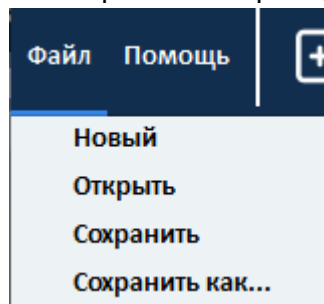 Файл Помощь
Новый
Открыть
Сохранить
Сохранить как...